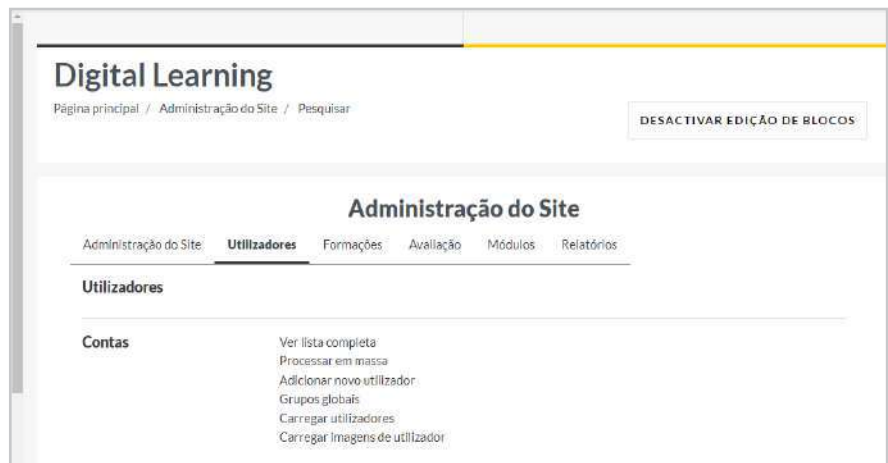 Digital Learning
Página principal / Administração do Site / Pesquisar
DESACTIVAR EDIÇÃO DE BLOCOS
Administração do Site
Administração do Site Utilizadores Formações Avaliação Módulos Relatórios
Utilizadores
Contas
Ver lista completa
Processar em massa
Adicionar novo utilizador
Grupos globais
Carregar utilizadores
Carregar imagens de utilizador